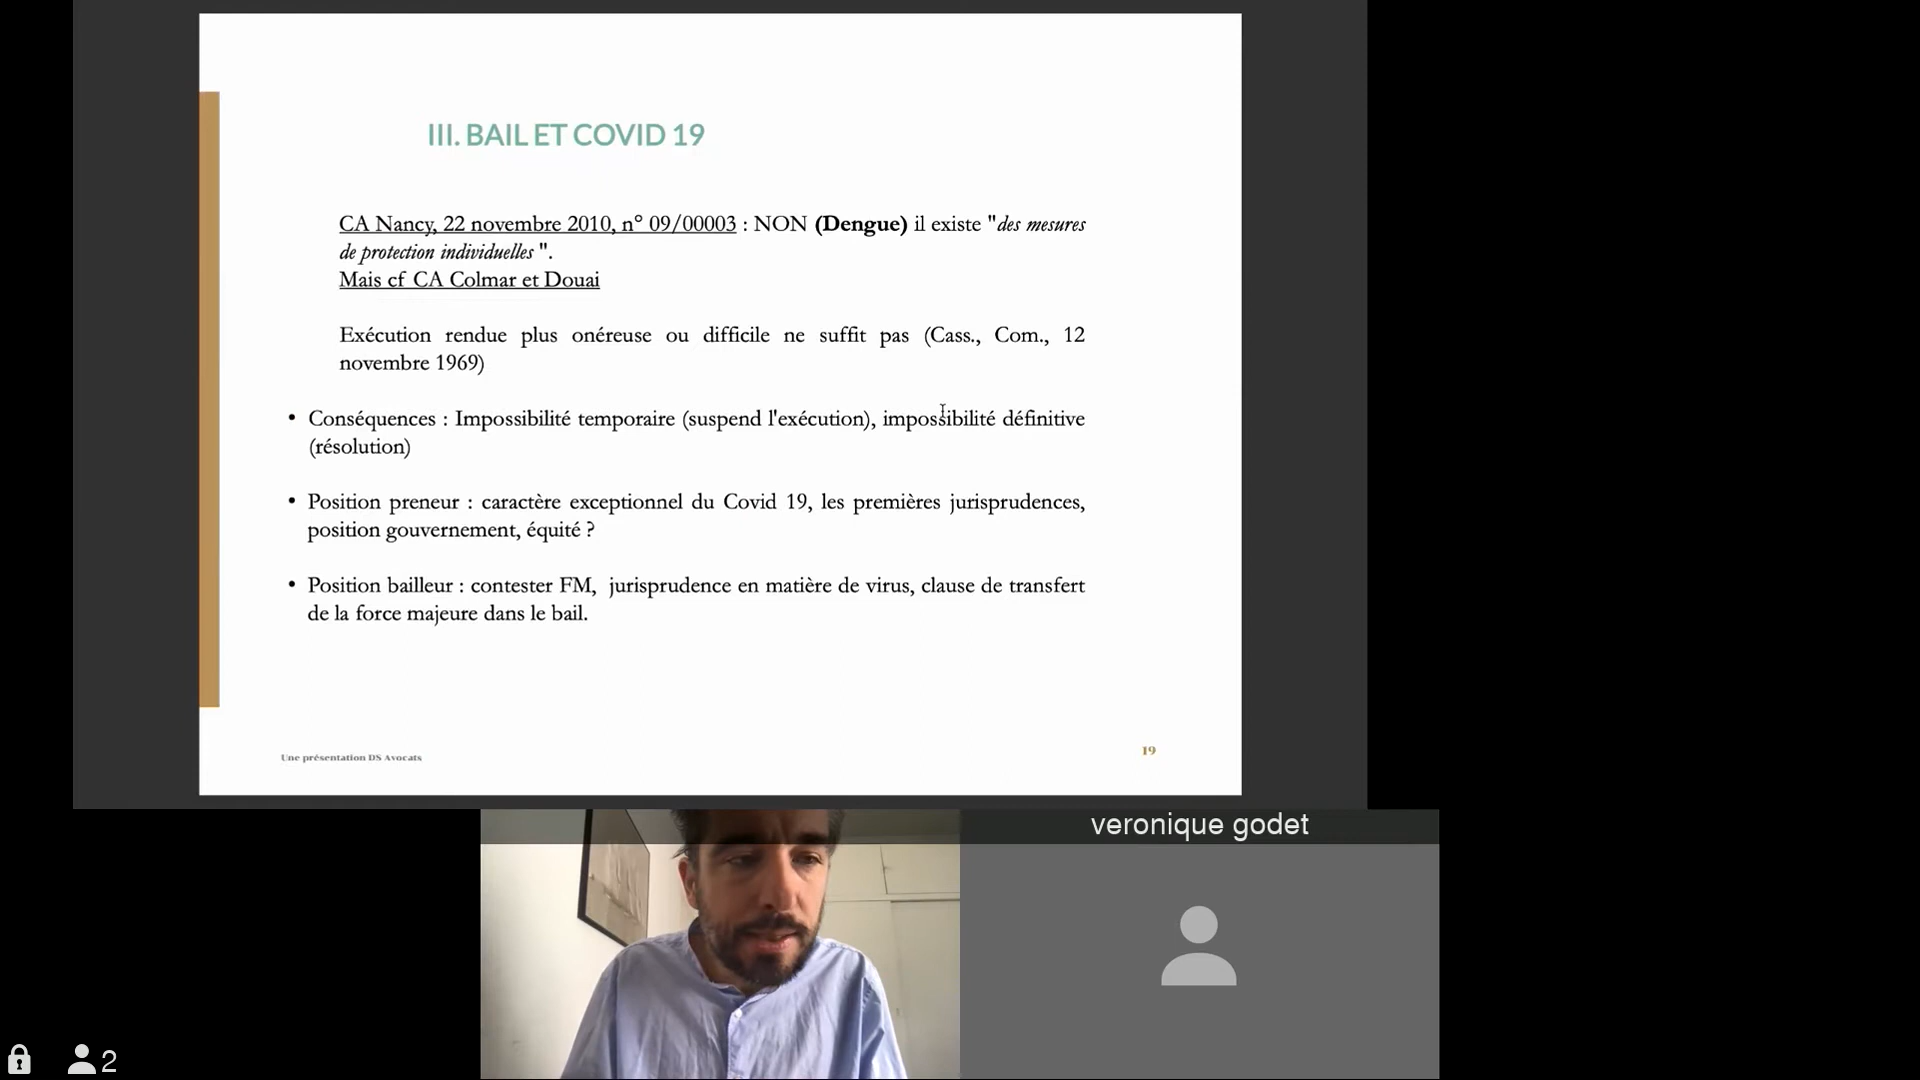 III. BAIL ET COVID 19
CA Nancy, 22 novembre 2010, n° 09/00003 : NON (Dengue) il existe "des mesures
de protection individuelles ".
Mais cf CA Colmar et Douai
Exécution rendue plus onéreuse ou difficile ne suffit pas (Cass., Com., 12
novembre 1969)
• Conséquences : Impossibilité temporaire (suspend l'exécution), impossibilité définitive
(résolution)
• Position preneur : caractère exceptionnel du Covid 19, les premières jurisprudences,
position gouvernement, équité ?
• Position bailleur : contester FM, jurisprudence en matière de virus, clause de transfert
de la force majeure dans le bail.
Une présentation DS Avocats
19
veronique godet
2